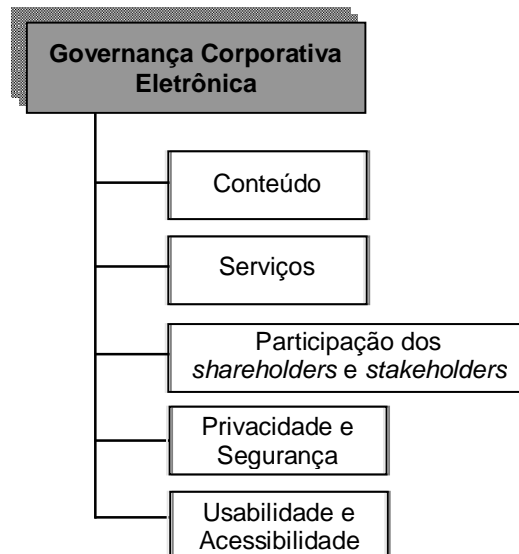 Governança Corporativa
Eletrônica
Conteúdo
Serviços
Participação dos
shareholders e stakeholders
Privacidade e
Segurança
Usabilidade e
Acessibilidade